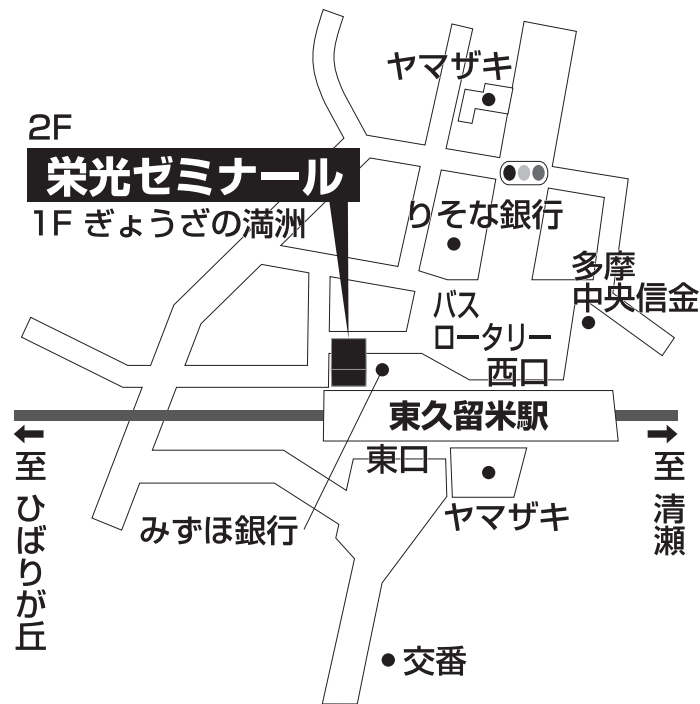 ヤマザキ
2F
栄光ゼミナール
1F ぎょうざの満洲
りそな銀行
多摩
中央信金
バス
ロータリー
西口
東久留米駅
至 ひばりが丘
東口
至 清瀬
みずほ銀行
ヤマザキ
交番